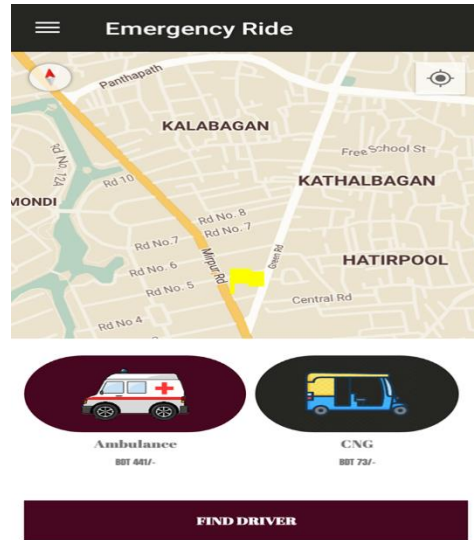 Emergency Ride
Panthapath
KALABAGAN
Free School St
Rd No. 12A
Rd 10
KATHALBAGAN
MONDI
Rd No. 8
Rd No. 7
Rd No.7
Mirpur Rd
Green Rd
Rd No. 6
HATIRPOOL
Rd No. 5
Central Rd
Rd No 4
Ambulance
CNG
BDT 441/-
BDT 73/-
FIND DRIVER